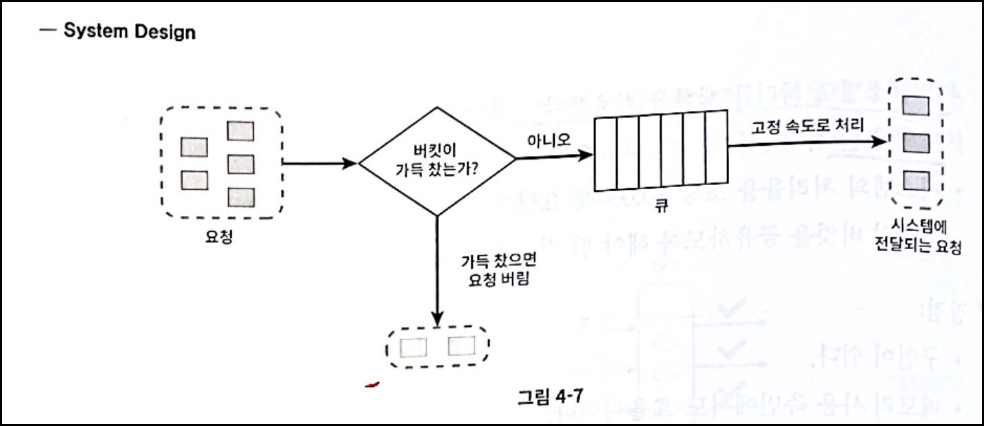 — System Design
버킷이
가득 찼는가?
아니오
고정 속도로 처리
큐
요청
시스템에
전달되는 요청
가득 찼으면
요청 버림
그림 4-7